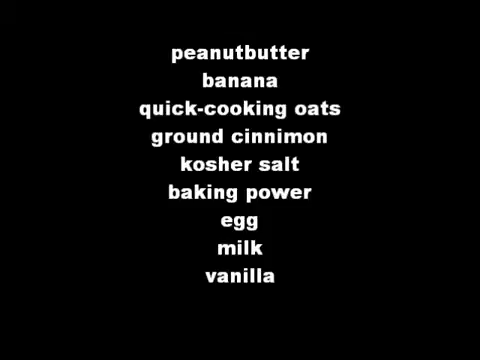 peanutbutter
banana
quick-cooking oats
ground cinnimon
kosher salt
baking power
egg
milk
vanilla